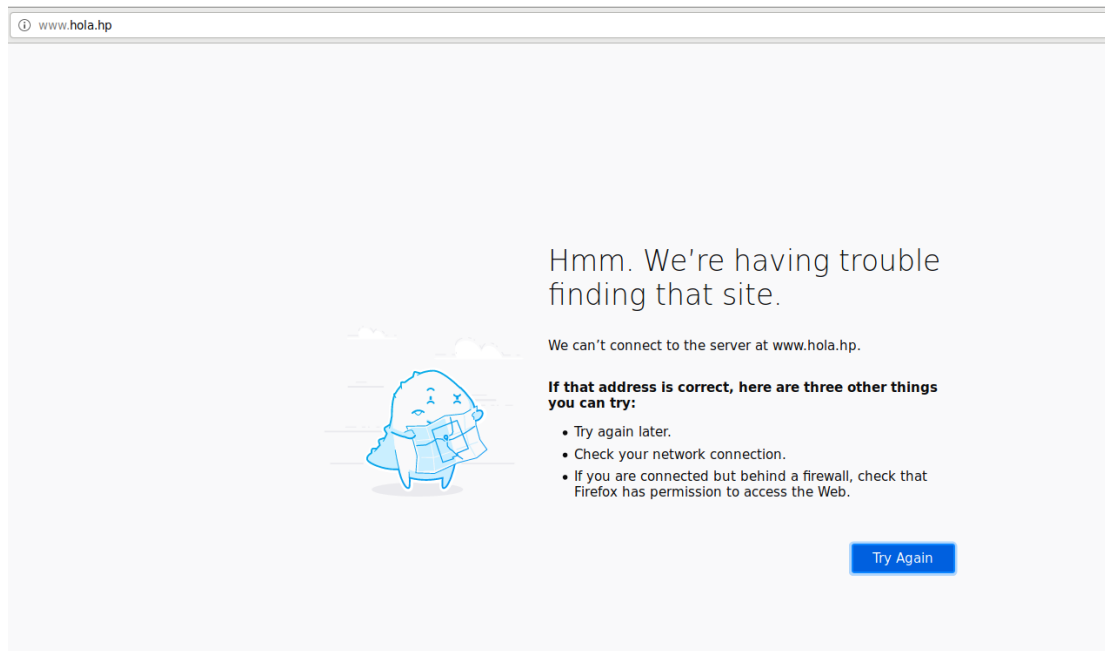 www.hola.hp
Hmm. We’re having trouble
finding that site.
We can’t connect to the server at www.hola.hp.
If that address is correct, here are three other things
you can try:
• Try again later.
• Check your network connection.
• If you are connected but behind a firewall, check that
Firefox has permission to access the Web.
Try Again